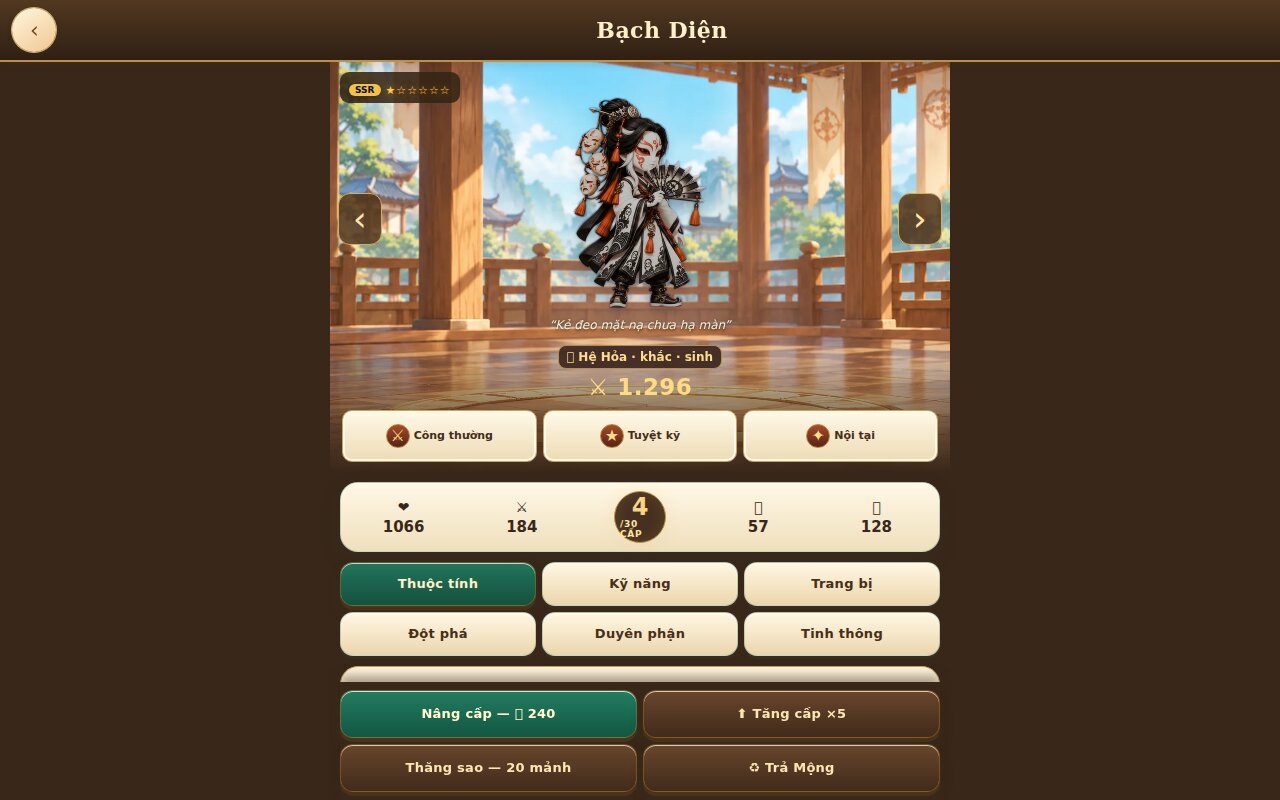 ‹
Bạch Diện
SSR ★☆☆☆☆☆
‹
›
“Kẻ đeo mặt nạ chưa hạ màn”
Hệ Hỏa · khắc · sinh
⚔ 1.296
⚔ Công thường
★ Tuyệt kỹ
✦ Nội tại
❤ 1066
⚔ 184
4
/30
CẤP
57
128
Thuộc tính
Kỹ năng
Trang bị
Đột phá
Duyên phận
Tinh thông
Nâng cấp — 240
⬆ Tăng cấp ×5
Thăng sao — 20 mảnh
♻ Trả Mộng